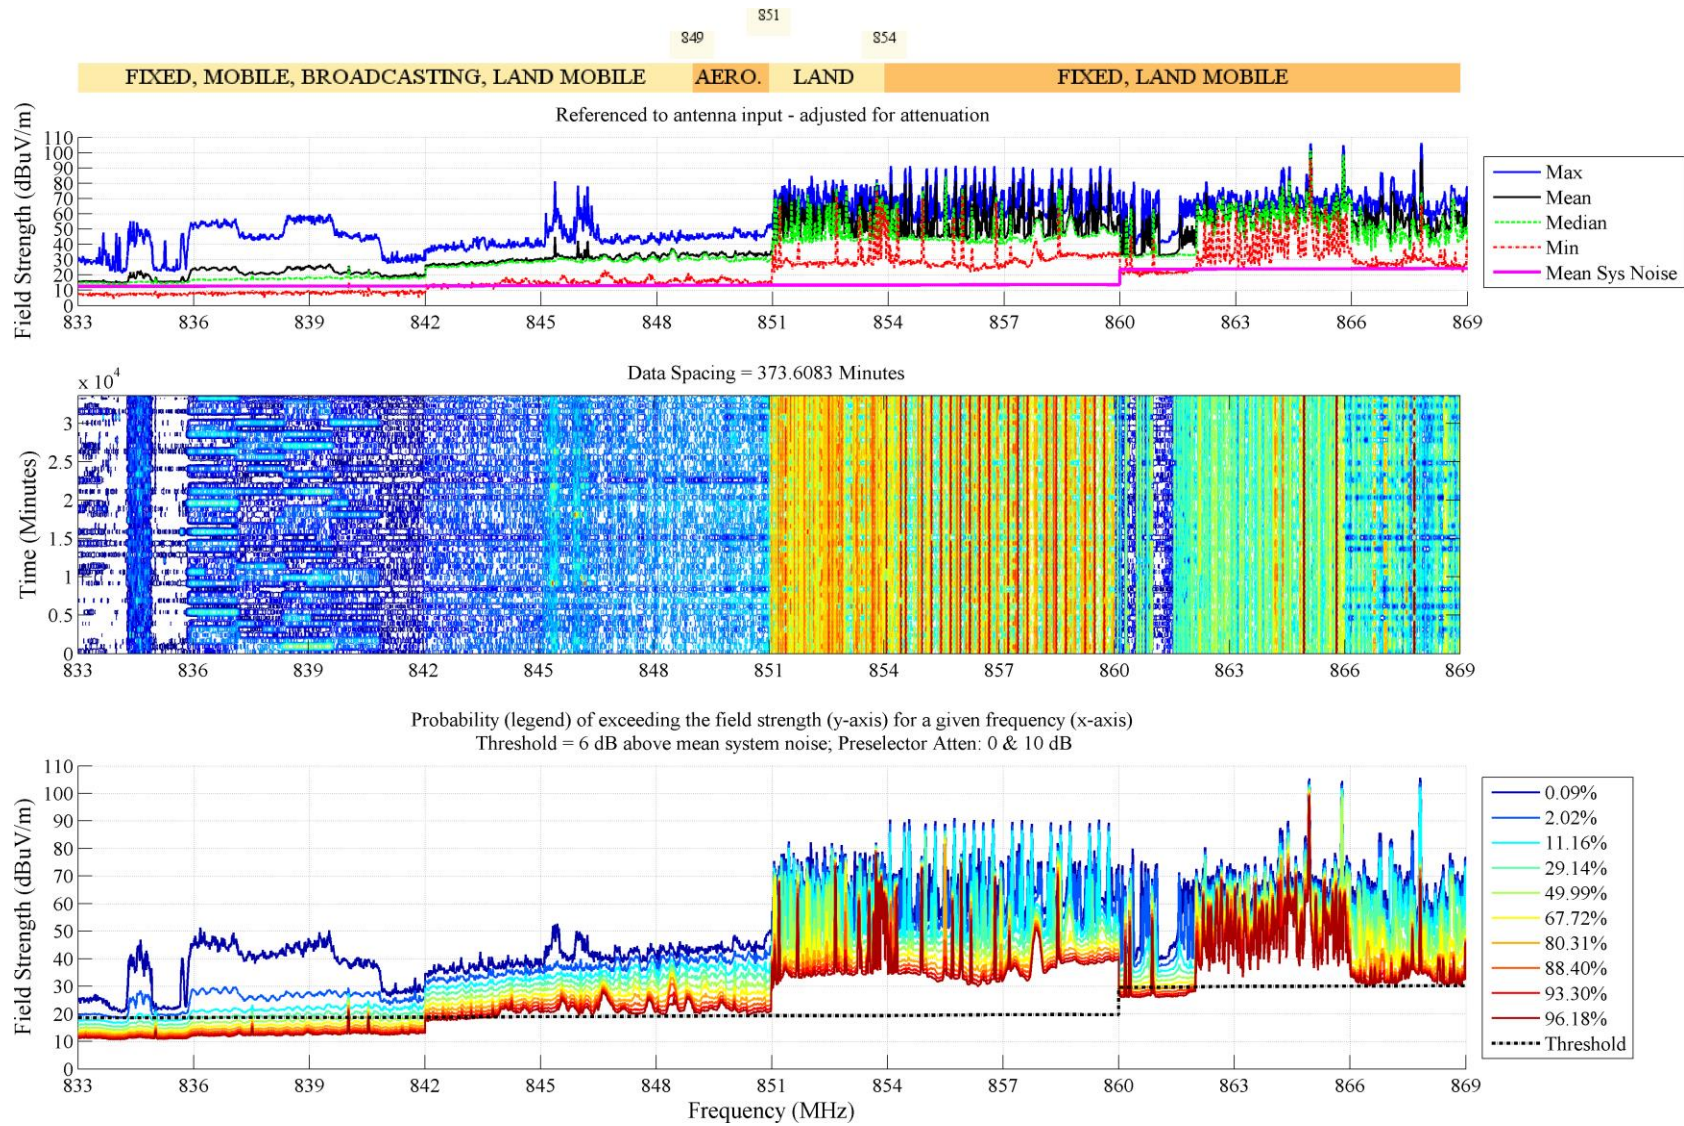 851
849
854
FIXED, MOBILE, BROADCASTING, LAND MOBILE
AERO.
LAND
FIXED, LAND MOBILE
Referenced to antenna input - adjusted for attenuation
Field Strength (dBuV/m)
110
100
90
80
70
60
50
40
30
20
10
0
833 836 839 842 845 848 851 854 857 860 863 866 869
Max
Mean
Median
Min
Mean Sys Noise
Data Spacing = 373.6083 Minutes
x 10^4
Time (Minutes)
3
2.5
2
1.5
1
0.5
0
833 836 839 842 845 848 851 854 857 860 863 866 869
Probability (legend) of exceeding the field strength (y-axis) for a given frequency (x-axis)
Threshold = 6 dB above mean system noise; Preselector Atten: 0 & 10 dB
Field Strength (dBuV/m)
110
100
90
80
70
60
50
40
30
20
10
0
833 836 839 842 845 848 851 854 857 860 863 866 869
Frequency (MHz)
0.09%
2.02%
11.16%
29.14%
49.99%
67.72%
80.31%
88.40%
93.30%
96.18%
Threshold